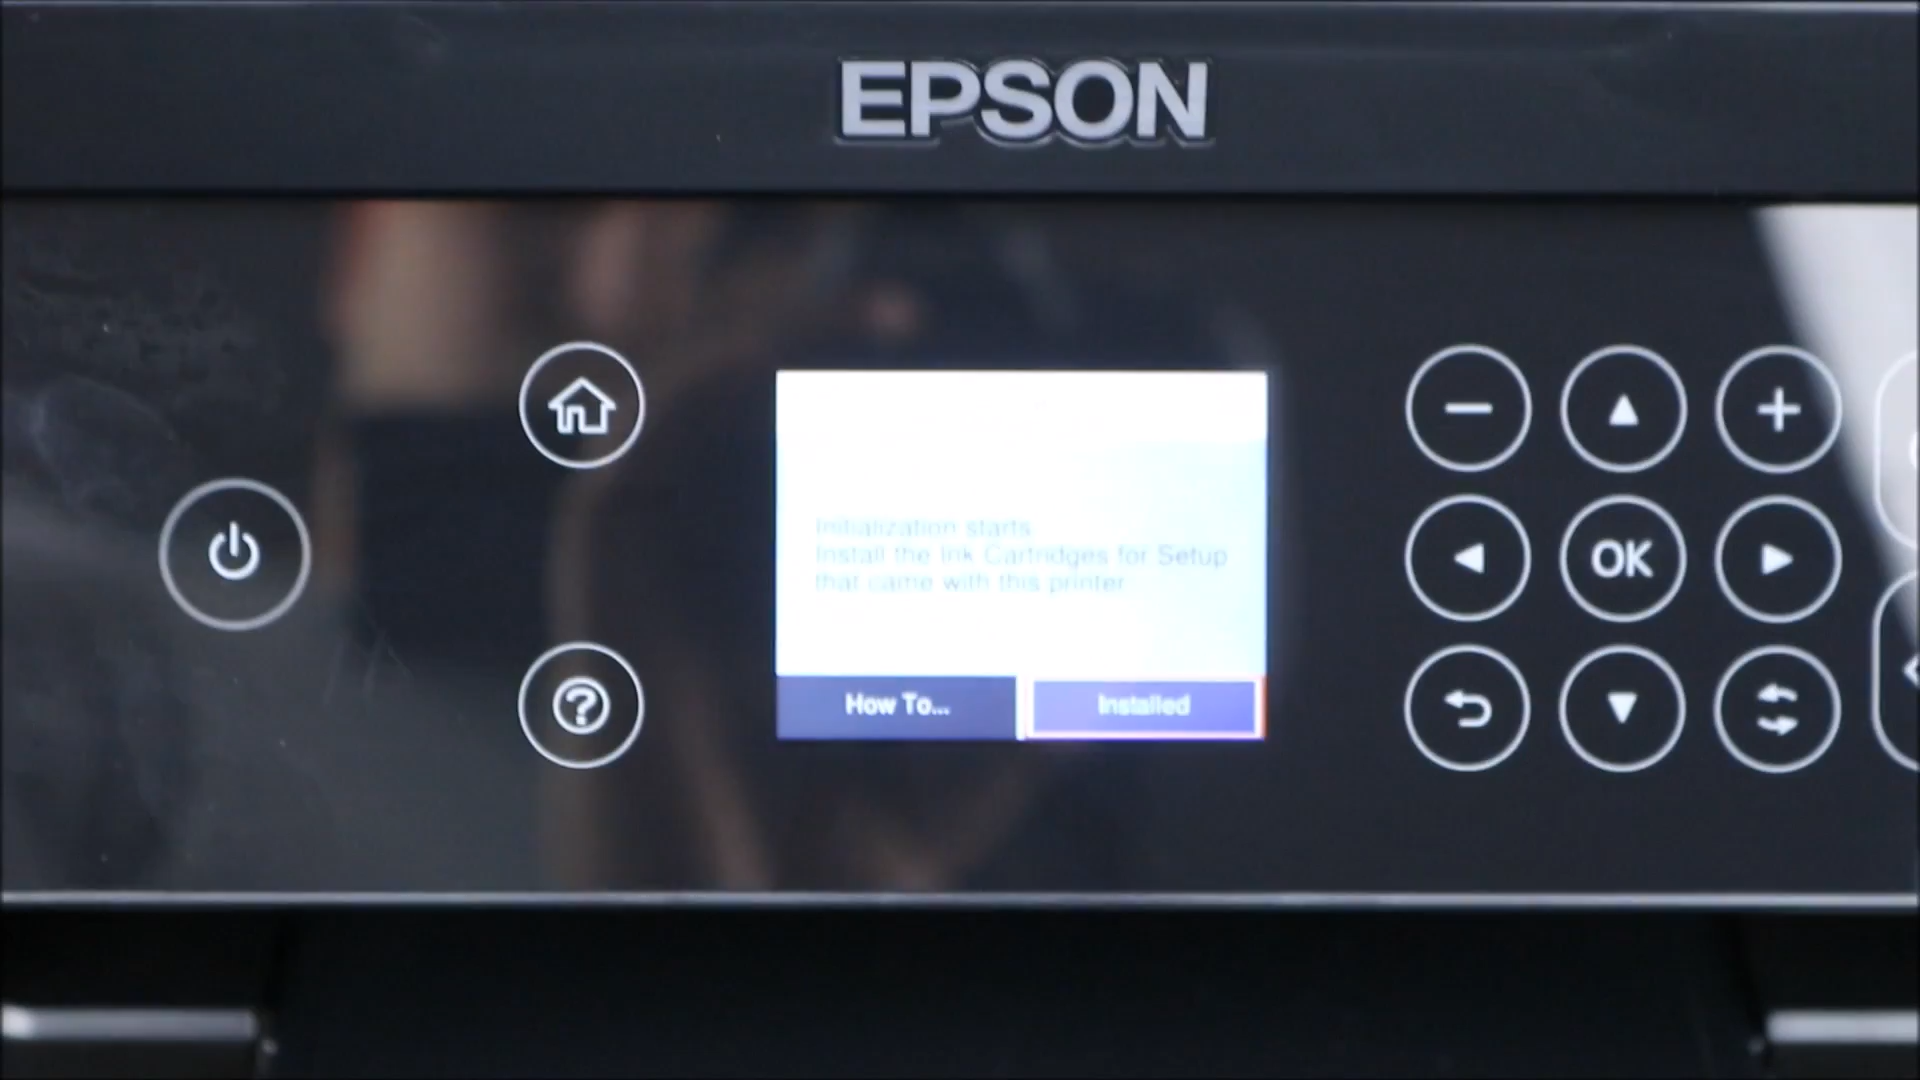 EPSON
Initialization starts.
Install the Ink Cartridges for Setup
that came with this printer.
How To...
Installed
OK